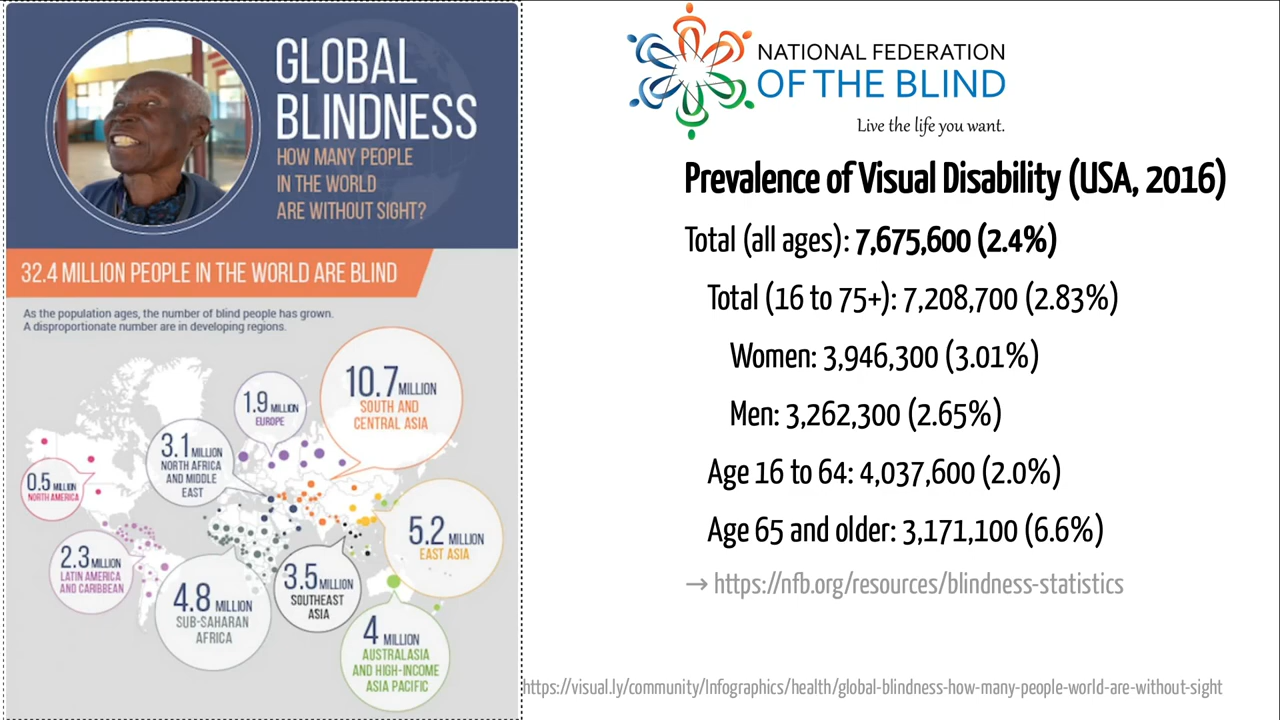 GLOBAL
BLINDNESS
HOW MANY PEOPLE
IN THE WORLD
ARE WITHOUT SIGHT?
32.4 MILLION PEOPLE IN THE WORLD ARE BLIND
As the population ages, the number of blind people has grown.
A disproportionate number are in developing regions.
10.7 MILLION
SOUTH AND
CENTRAL ASIA
1.9 MILLION
EUROPE
3.1 MILLION
NORTH AFRICA
AND MIDDLE
EAST
0.5 MILLION
NORTH AMERICA
5.2 MILLION
EAST ASIA
2.3 MILLION
LATIN AMERICA
AND CARIBBEAN
4.8 MILLION
SUB-SAHARAN
AFRICA
3.5 MILLION
SOUTHEAST
ASIA
4 MILLION
AUSTRALASIA
AND HIGH-INCOME
ASIA PACIFIC
NATIONAL FEDERATION
OF THE BLIND
Live the life you want.
Prevalence of Visual Disability (USA, 2016)
Total (all ages): 7,675,600 (2.4%)
Total (16 to 75+): 7,208,700 (2.83%)
Women: 3,946,300 (3.01%)
Men: 3,262,300 (2.65%)
Age 16 to 64: 4,037,600 (2.0%)
Age 65 and older: 3,171,100 (6.6%)
→ https://nfb.org/resources/blindness-statistics
https://visual.ly/community/Infographics/health/global-blindness-how-many-people-world-are-without-sight